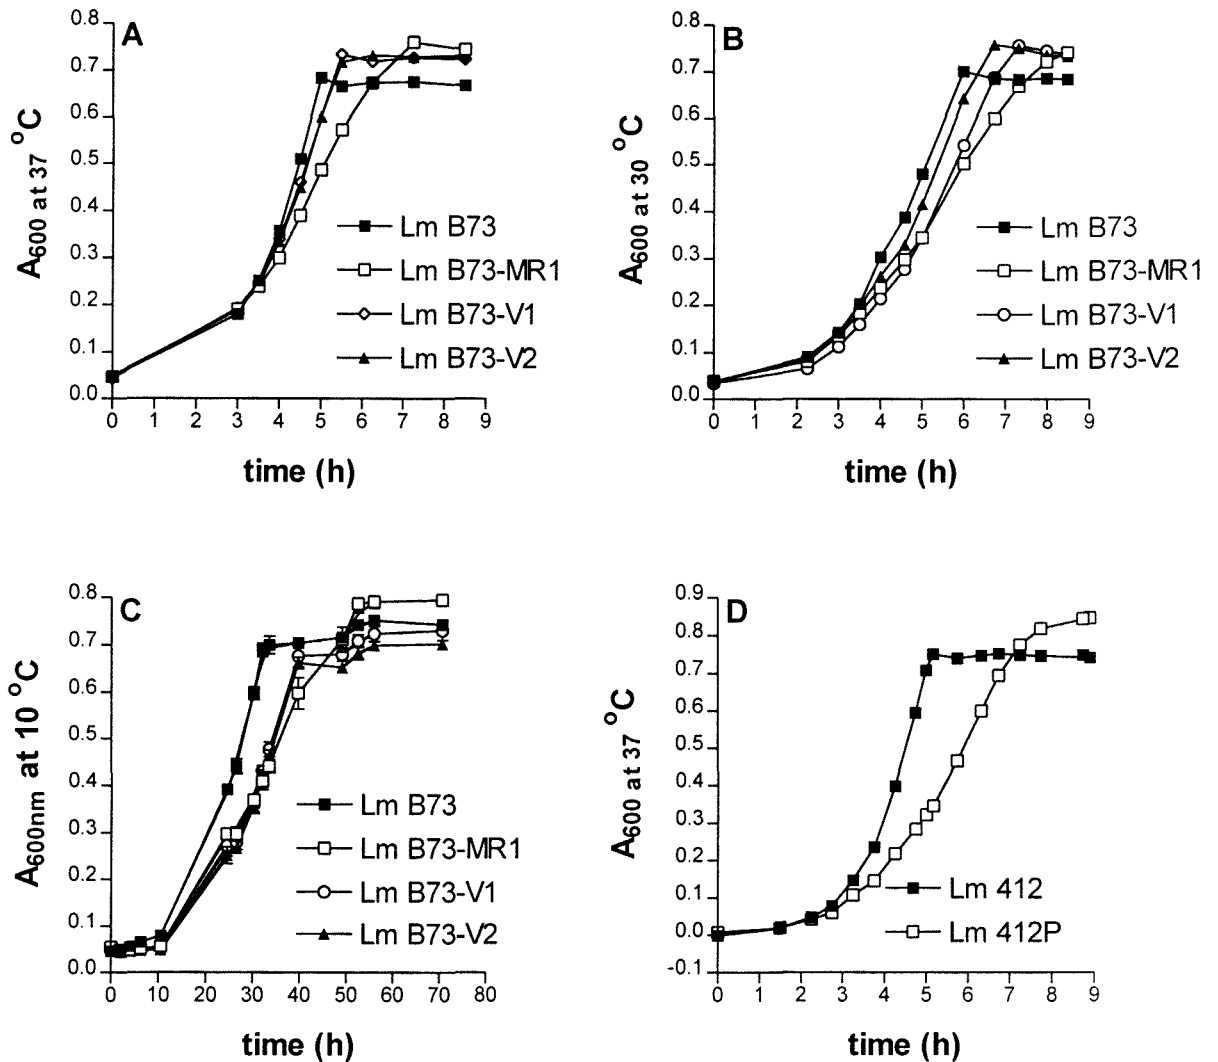 A
0.8
0.7
0.6
0.5
0.4
0.3
0.2
0.1
0.0
A600 at 37 °C
Lm B73
Lm B73-MR1
Lm B73-V1
Lm B73-V2
0 1 2 3 4 5 6 7 8 9
time (h)
B
0.8
0.7
0.6
0.5
0.4
0.3
0.2
0.1
0.0
A600 at 30 °C
Lm B73
Lm B73-MR1
Lm B73-V1
Lm B73-V2
0 1 2 3 4 5 6 7 8 9
time (h)
C
0.8
0.7
0.6
0.5
0.4
0.3
0.2
0.1
0.0
A600nm at 10 °C
Lm B73
Lm B73-MR1
Lm B73-V1
Lm B73-V2
0 10 20 30 40 50 60 70 80
time (h)
D
0.9
0.8
0.7
0.6
0.5
0.4
0.3
0.2
0.1
0.0
-0.1
A600 at 37 °C
Lm 412
Lm 412P
0 1 2 3 4 5 6 7 8 9
time (h)